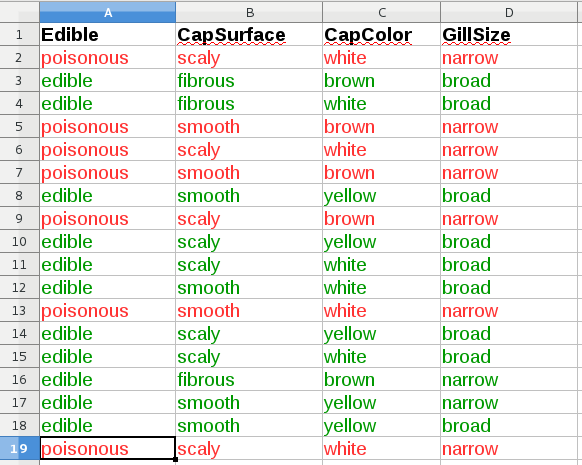 A B C D
1 Edible CapSurface CapColor GillSize
2 poisonous scaly white narrow
3 edible fibrous brown broad
4 edible fibrous white broad
5 poisonous smooth brown narrow
6 poisonous scaly white narrow
7 poisonous smooth brown narrow
8 edible smooth yellow broad
9 poisonous scaly brown narrow
10 edible scaly yellow broad
11 edible scaly white broad
12 edible smooth white broad
13 poisonous smooth white narrow
14 edible scaly yellow broad
15 edible scaly white broad
16 edible fibrous brown narrow
17 edible smooth yellow broad
18 edible smooth yellow broad
19 poisonous scaly white narrow